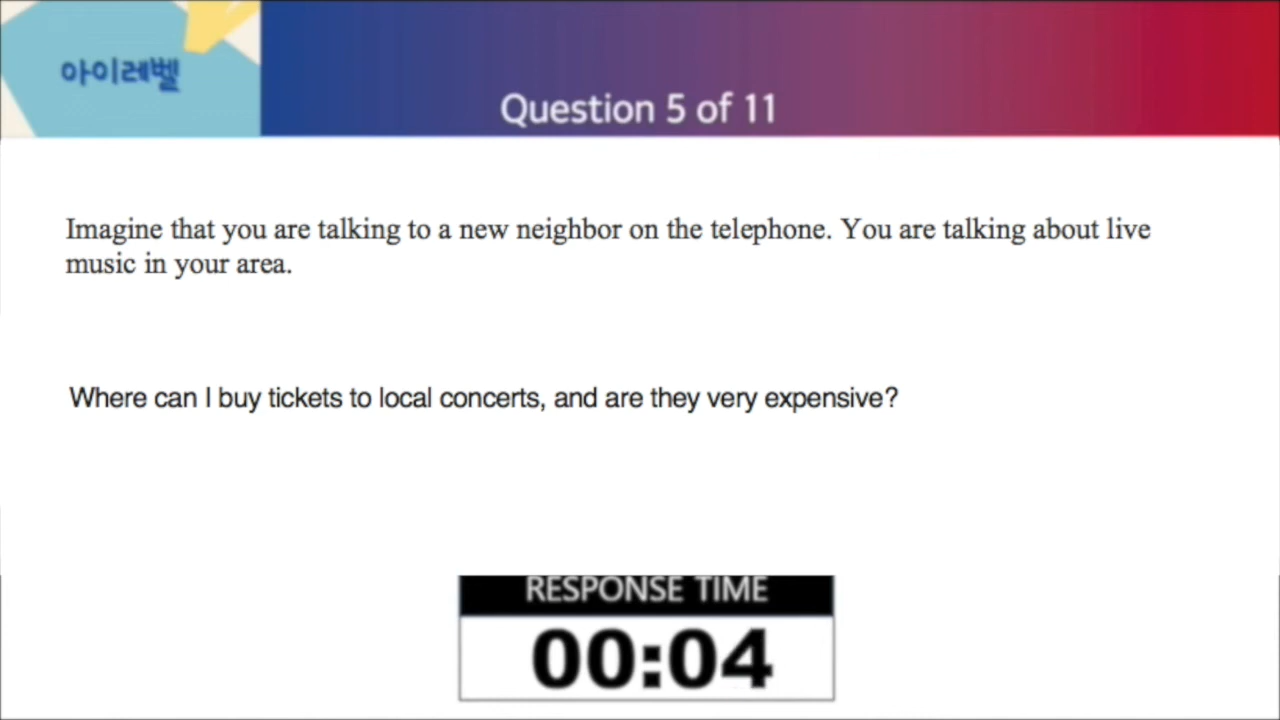 아이레벨
Question 5 of 11
Imagine that you are talking to a new neighbor on the telephone. You are talking about live
music in your area.
Where can I buy tickets to local concerts, and are they very expensive?
RESPONSE TIME
00:04